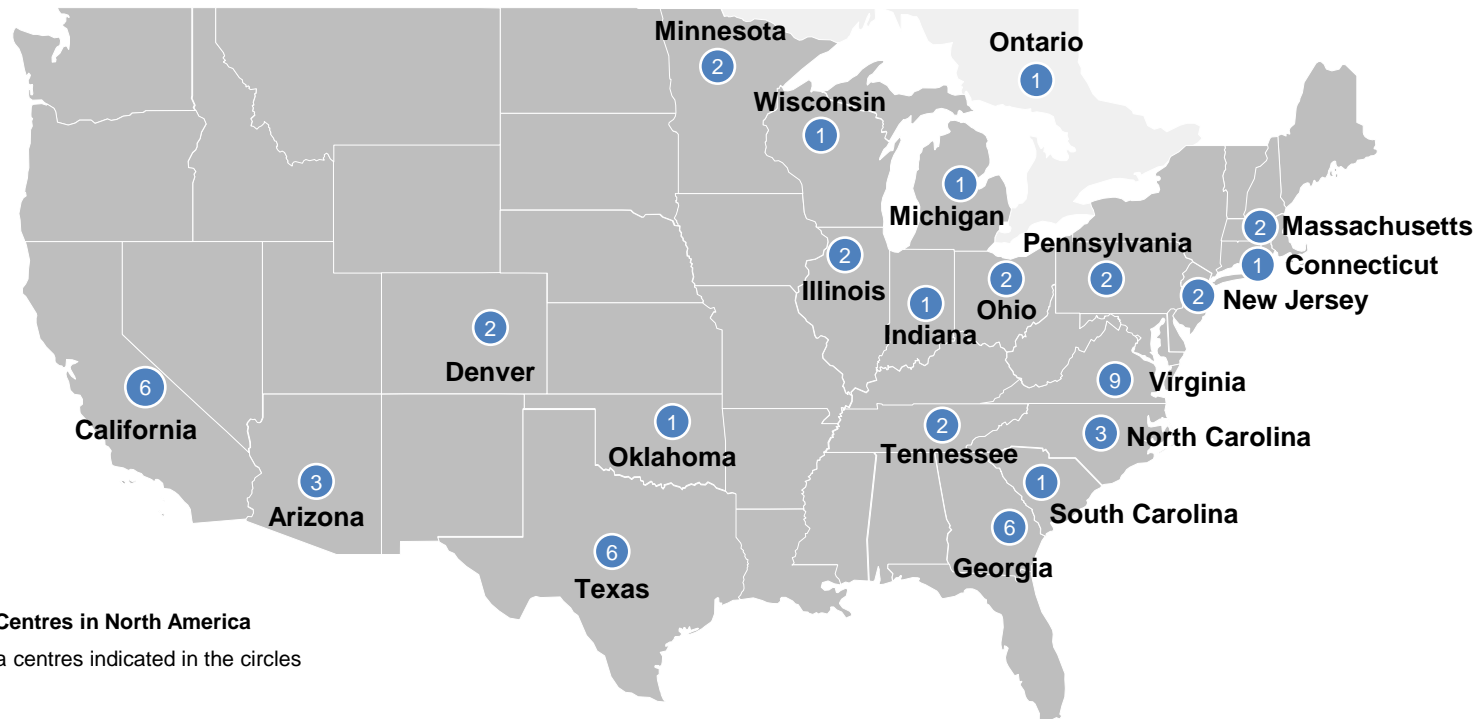 Minnesota
2
Ontario
1
Wisconsin
1
1
Michigan
2
Massachusetts
Pennsylvania
2
1
Connecticut
2
Illinois
2
Ohio
2
New Jersey
1
Indiana
2
Denver
9
Virginia
6
California
1
Oklahoma
2
Tennessee
3
North Carolina
3
Arizona
1
South Carolina
6
Georgia
6
Texas
Centres in North America
centres indicated in the circles